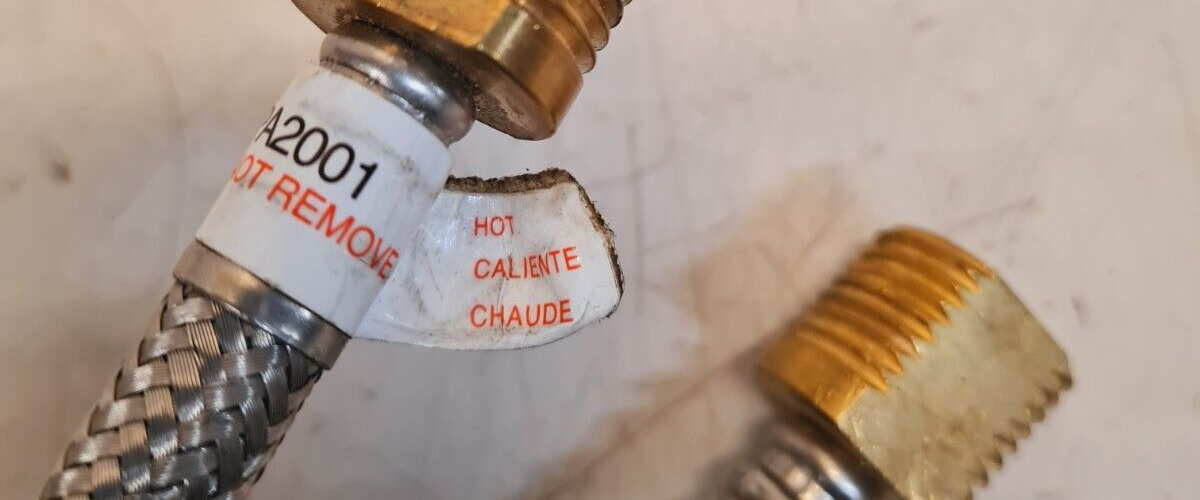 A2001
OT REMOVE
HOT
CALIENTE
CHAUDE